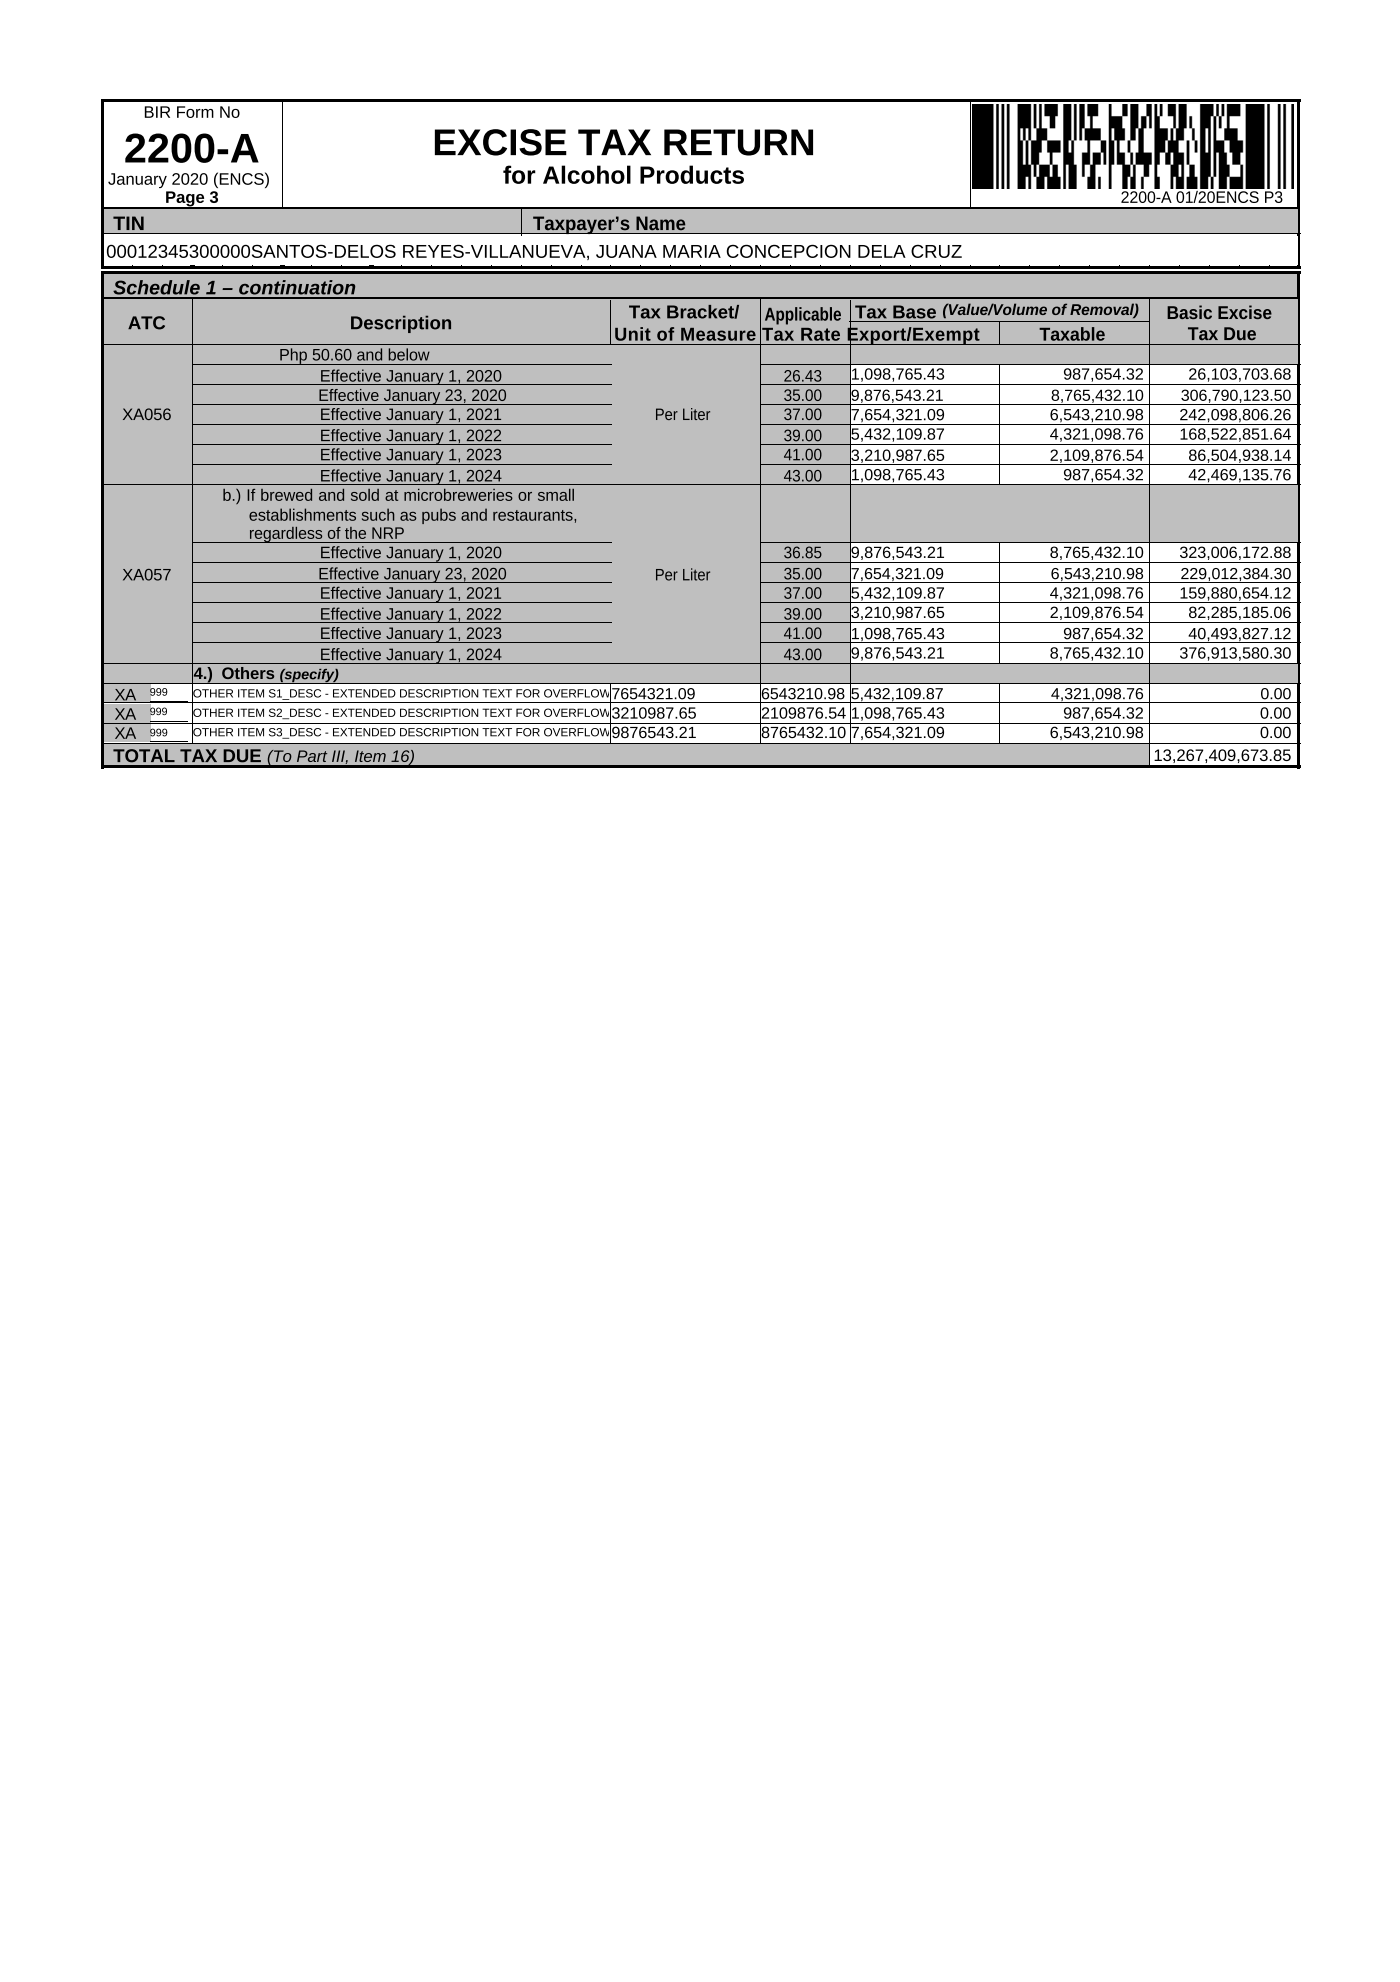 BIR Form No
2200-A
January 2020 (ENCS)
Page 3
EXCISE TAX RETURN
for Alcohol Products
2200-A 01/20ENCS P3
TIN Taxpayer’s Name
00012345300000SANTOS-DELOS REYES-VILLANUEVA, JUANA MARIA CONCEPCION DELA CRUZ
Schedule 1 – continuation
ATC Description Tax Bracket/ Unit of Measure Applicable Tax Rate Tax Base (Value/Volume of Removal) Export/Exempt Taxable Basic Excise Tax Due
Php 50.60 and below
Effective January 1, 2020 26.43 1,098,765.43 987,654.32 26,103,703.68
Effective January 23, 2020 35.00 9,876,543.21 8,765,432.10 306,790,123.50
XA056 Effective January 1, 2021 Per Liter 37.00 7,654,321.09 6,543,210.98 242,098,806.26
Effective January 1, 2022 39.00 5,432,109.87 4,321,098.76 168,522,851.64
Effective January 1, 2023 41.00 3,210,987.65 2,109,876.54 86,504,938.14
Effective January 1, 2024 43.00 1,098,765.43 987,654.32 42,469,135.76
b.) If brewed and sold at microbreweries or small
establishments such as pubs and restaurants,
regardless of the NRP
Effective January 1, 2020 36.85 9,876,543.21 8,765,432.10 323,006,172.88
XA057 Effective January 23, 2020 Per Liter 35.00 7,654,321.09 6,543,210.98 229,012,384.30
Effective January 1, 2021 37.00 5,432,109.87 4,321,098.76 159,880,654.12
Effective January 1, 2022 39.00 3,210,987.65 2,109,876.54 82,285,185.06
Effective January 1, 2023 41.00 1,098,765.43 987,654.32 40,493,827.12
Effective January 1, 2024 43.00 9,876,543.21 8,765,432.10 376,913,580.30
4.) Others (specify)
XA 999 OTHER ITEM S1_DESC - EXTENDED DESCRIPTION TEXT FOR OVERFLOW 7654321.09 6543210.98 5,432,109.87 4,321,098.76 0.00
XA 999 OTHER ITEM S2_DESC - EXTENDED DESCRIPTION TEXT FOR OVERFLOW 3210987.65 2109876.54 1,098,765.43 987,654.32 0.00
XA 999 OTHER ITEM S3_DESC - EXTENDED DESCRIPTION TEXT FOR OVERFLOW 9876543.21 8765432.10 7,654,321.09 6,543,210.98 0.00
TOTAL TAX DUE (To Part III, Item 16) 13,267,409,673.85